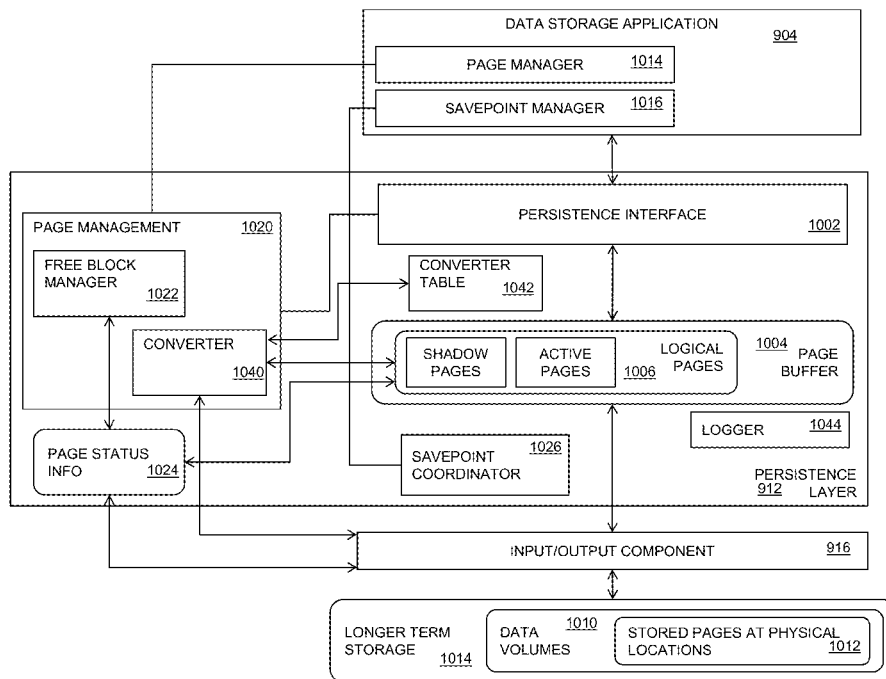 DATA STORAGE APPLICATION
904
PAGE MANAGER 1014
SAVEPOINT MANAGER 1016
PERSISTENCE INTERFACE
1002
PAGE MANAGEMENT 1020
FREE BLOCK
MANAGER
1022
CONVERTER
TABLE
1042
CONVERTER
1040
SHADOW
PAGES
ACTIVE
PAGES
LOGICAL
1006 PAGES
1004 PAGE
BUFFER
LOGGER 1044
PAGE STATUS
INFO
1024
SAVEPOINT
COORDINATOR
1026
PERSISTENCE
912 LAYER
INPUT/OUTPUT COMPONENT 916
LONGER TERM
STORAGE
1014
1010
DATA
VOLUMES
STORED PAGES AT PHYSICAL
LOCATIONS
1012